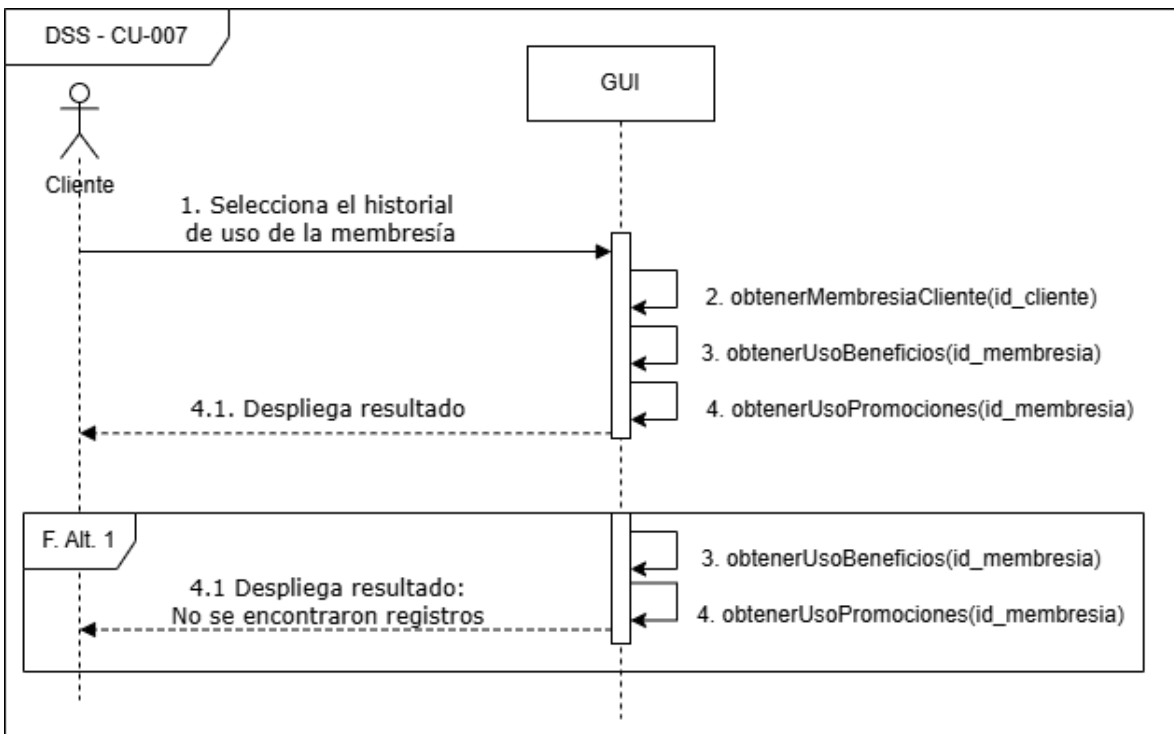 DSS - CU-007
GUI
Cliente
1. Selecciona el historial
de uso de la membresía
2. obtenerMembresiaCliente(id_cliente)
3. obtenerUsoBeneficios(id_membresia)
4. obtenerUsoPromociones(id_membresia)
4.1. Despliega resultado
F. Alt. 1
3. obtenerUsoBeneficios(id_membresia)
4. obtenerUsoPromociones(id_membresia)
4.1 Despliega resultado:
No se encontraron registros